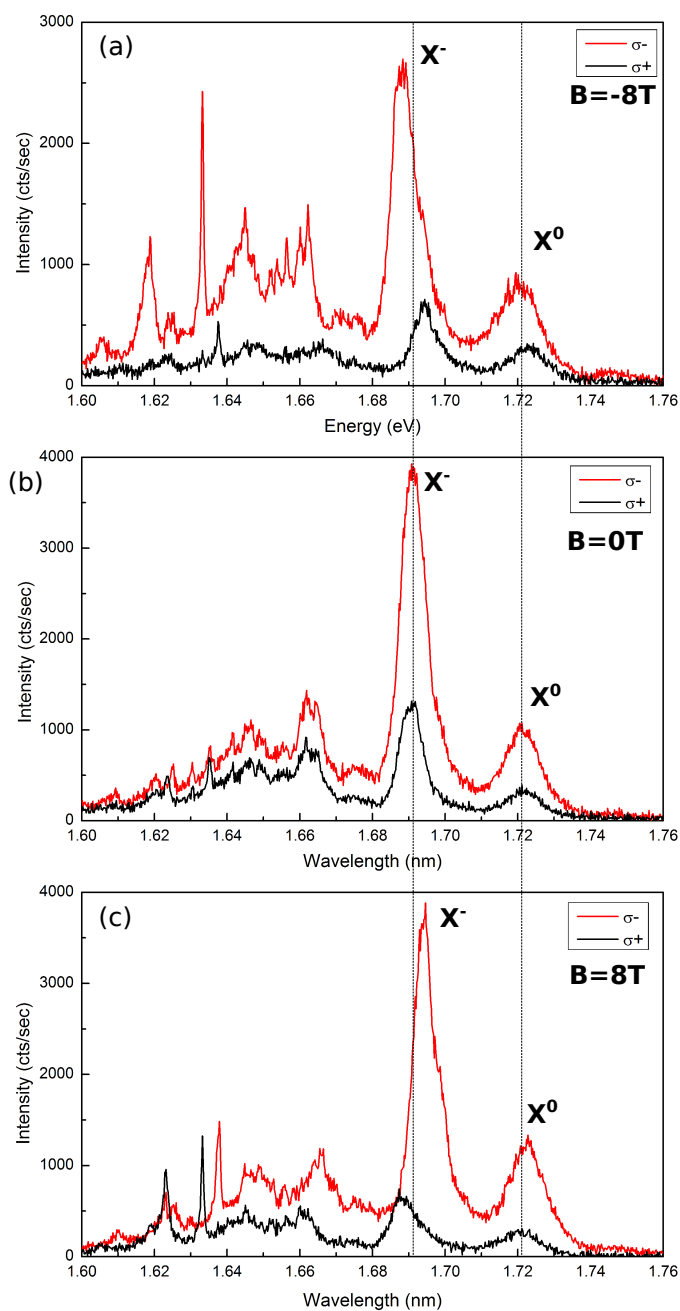 (a)
X-
σ-
σ+
B=-8T
X0
Intensity (cts/sec)
3000
2000
1000
0
1.60 1.62 1.64 1.66 1.68 1.70 1.72 1.74 1.76
Energy (eV)
(b)
X-
σ-
σ+
B=0T
X0
Intensity (cts/sec)
4000
3000
2000
1000
0
1.60 1.62 1.64 1.66 1.68 1.70 1.72 1.74 1.76
Wavelength (nm)
(c)
X-
σ-
σ+
B=8T
X0
Intensity (cts/sec)
4000
3000
2000
1000
0
1.60 1.62 1.64 1.66 1.68 1.70 1.72 1.74 1.76
Wavelength (nm)